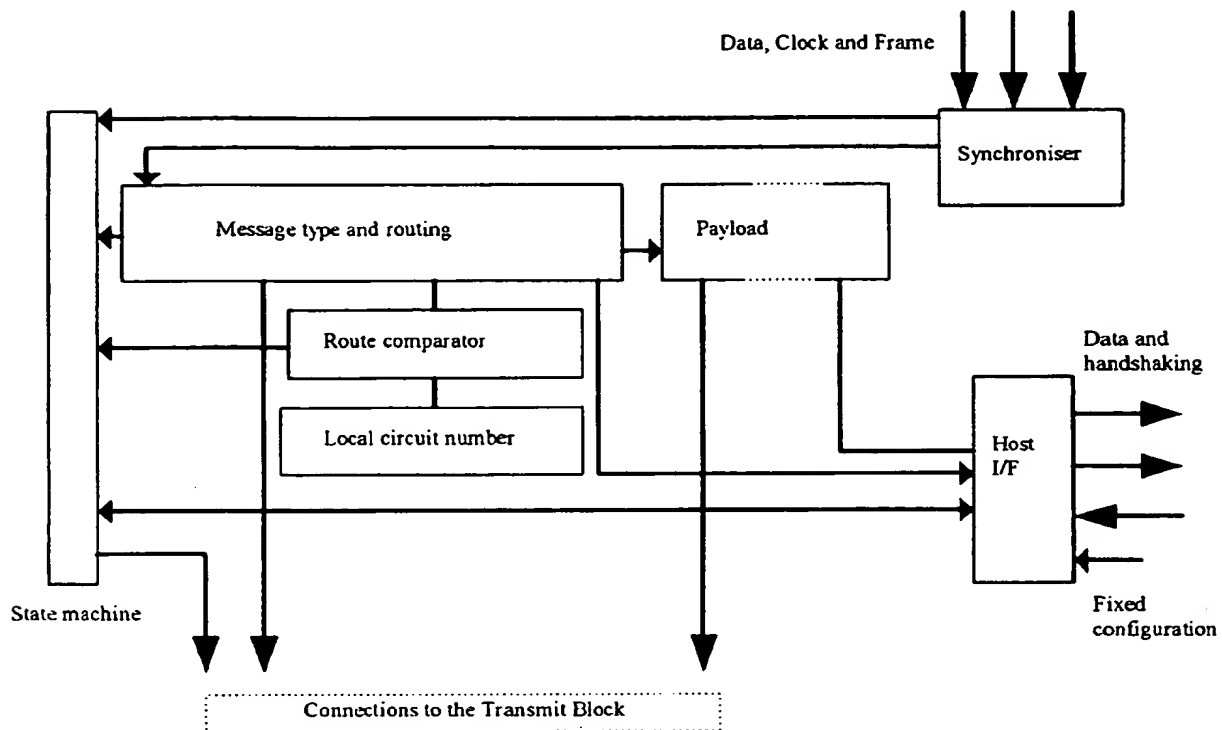 Data, Clock and Frame
Synchroniser
Message type and routing
Payload
Route comparator
Data and
handshaking
Local circuit number
Host
I/F
State machine
Fixed
configuration
Connections to the Transmit Block